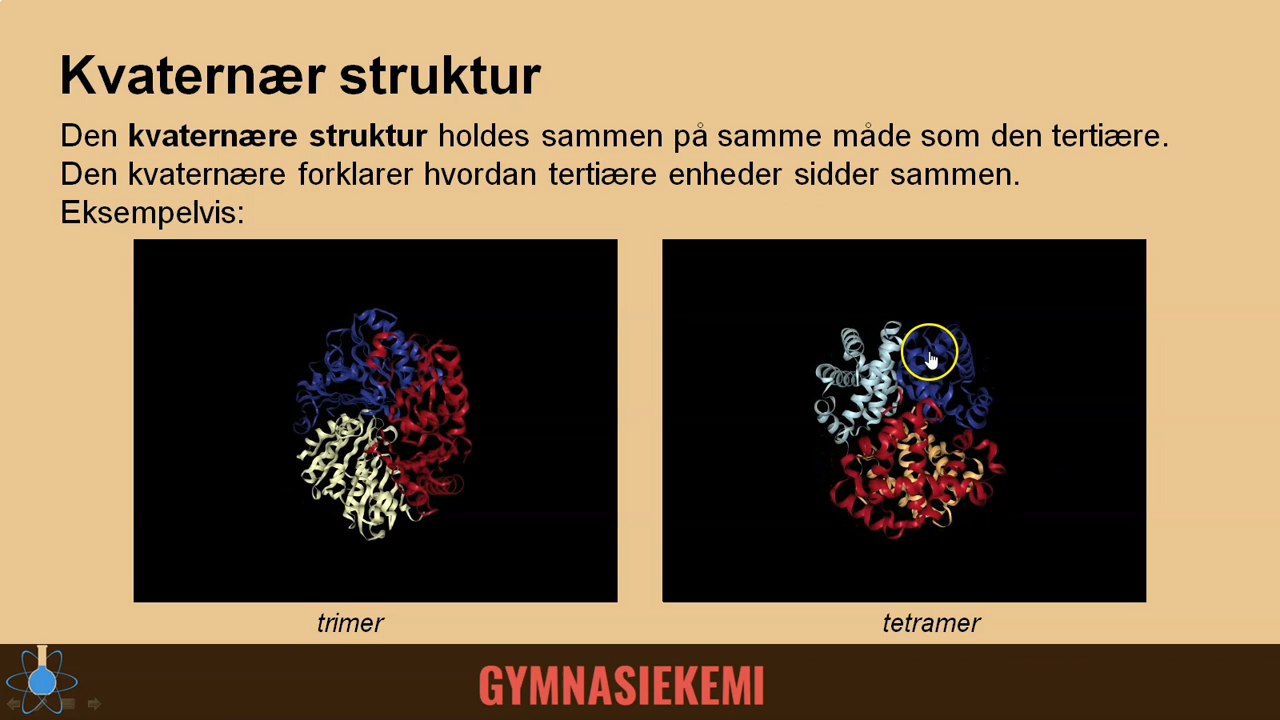 Kvaternær struktur
Den kvaternære struktur holdes sammen på samme måde som den tertiære.
Den kvaternære forklarer hvordan tertiære enheder sidder sammen.
Eksempelvis:
trimer
tetramer
GYMNASIEKEMI